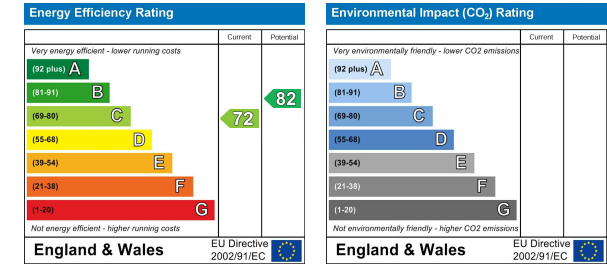 Energy Efficiency Rating
Current Potential
Very energy efficient - lower running costs
(92 plus) A
(81-91) B
(69-80) C
(55-68) D
(39-54) E
(21-38) F
(1-20) G
72
82
Not energy efficient - higher running costs
England & Wales
EU Directive
2002/91/EC
Environmental Impact (CO2) Rating
Current Potential
Very environmentally friendly - lower CO2 emissions
(92 plus) A
(81-91) B
(69-80) C
(55-68) D
(39-54) E
(21-38) F
(1-20) G
Not environmentally friendly - higher CO2 emissions
England & Wales
EU Directive
2002/91/EC